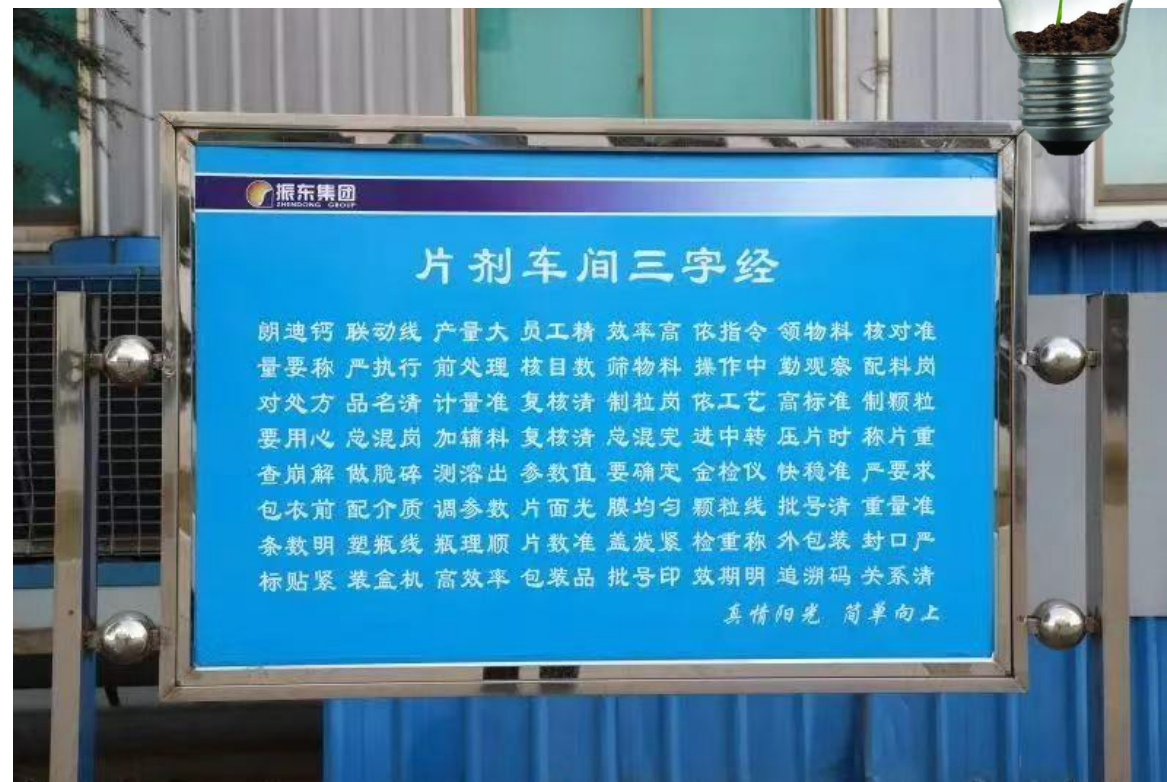 振东集团
ZHENDONG GROUP
片剂车间三字经
朗迪钙 联动线 产量大 员工精 效率高 依指令 领物料 核对准
量要称 严执行 前处理 核目数 筛物料 操作中 勤观察 配料岗
对处方 品名清 计量准 复核清 制粒岗 依工艺 高标准 制颗粒
要用心 总混岗 加辅料 复核清 总混完 进中转 压片时 称片重
查崩解 做脆碎 测溶出 参数值 要确定 金检仪 快稳准 严要求
包衣前 配介质 调参数 片面光 膜均匀 颗粒线 批号清 重量准
条数明 塑瓶线 瓶理顺 片数准 盖旋紧 检重称 外包装 封口严
标贴紧 装盒机 高效率 包装品 批号印 效期明 追溯码 关系清
真情阳光 简单向上